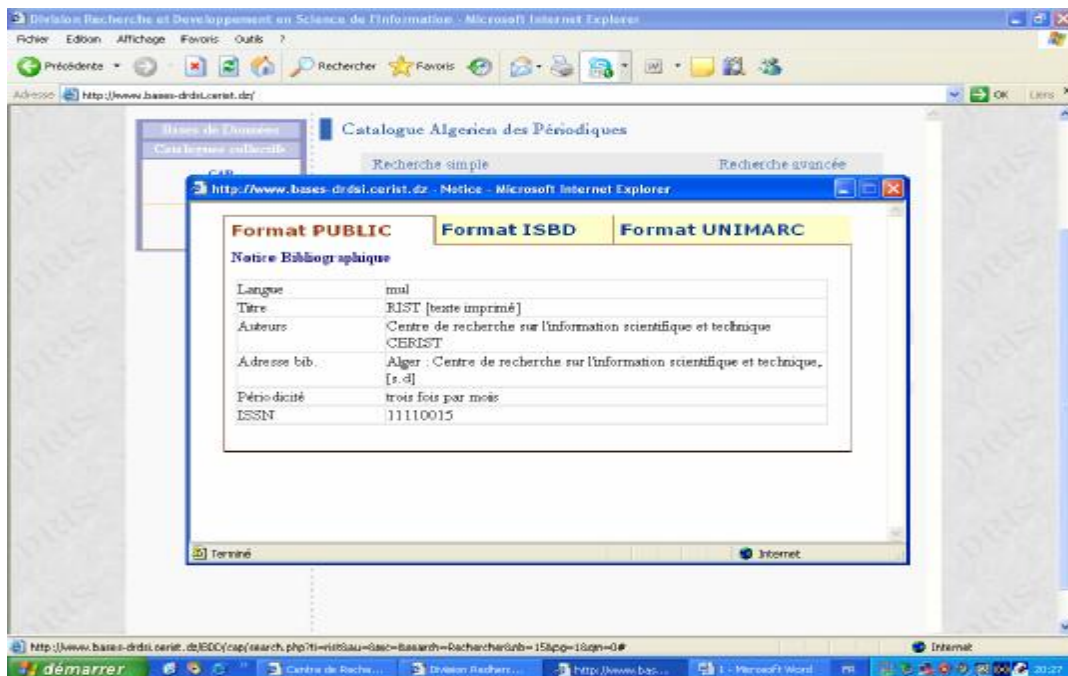 Division Recherche et Developpement en Science de l'Information - Microsoft Internet Explorer
Fichier Edition Affichage Favoris Outils ?
Précédente Rechercher Favoris
Adresse http://www.bases-drdsi.cerist.dz/ OK Liens
Bases de Données
Catalogues collectifs
CAP
Catalogue Algerien des Périodiques
Recherche simple Recherche avancée
http://www.bases-drdsi.cerist.dz - Notice - Microsoft Internet Explorer
Format PUBLIC Format ISBD Format UNIMARC
Notice Bibliographique
Langue mul
Titre RIST [texte imprimé]
Auteurs Centre de recherche sur l'information scientifique et technique
CERIST
Adresse bib. Alger : Centre de recherche sur l'information scientifique et technique,
[s.d]
Périodicité trois fois par mois
ISSN 11110015
Terminé Internet
Internet
démarrer Centre de Reche... Division Recherr... http://www.bas... 1 - Microsoft Word FR 20:27